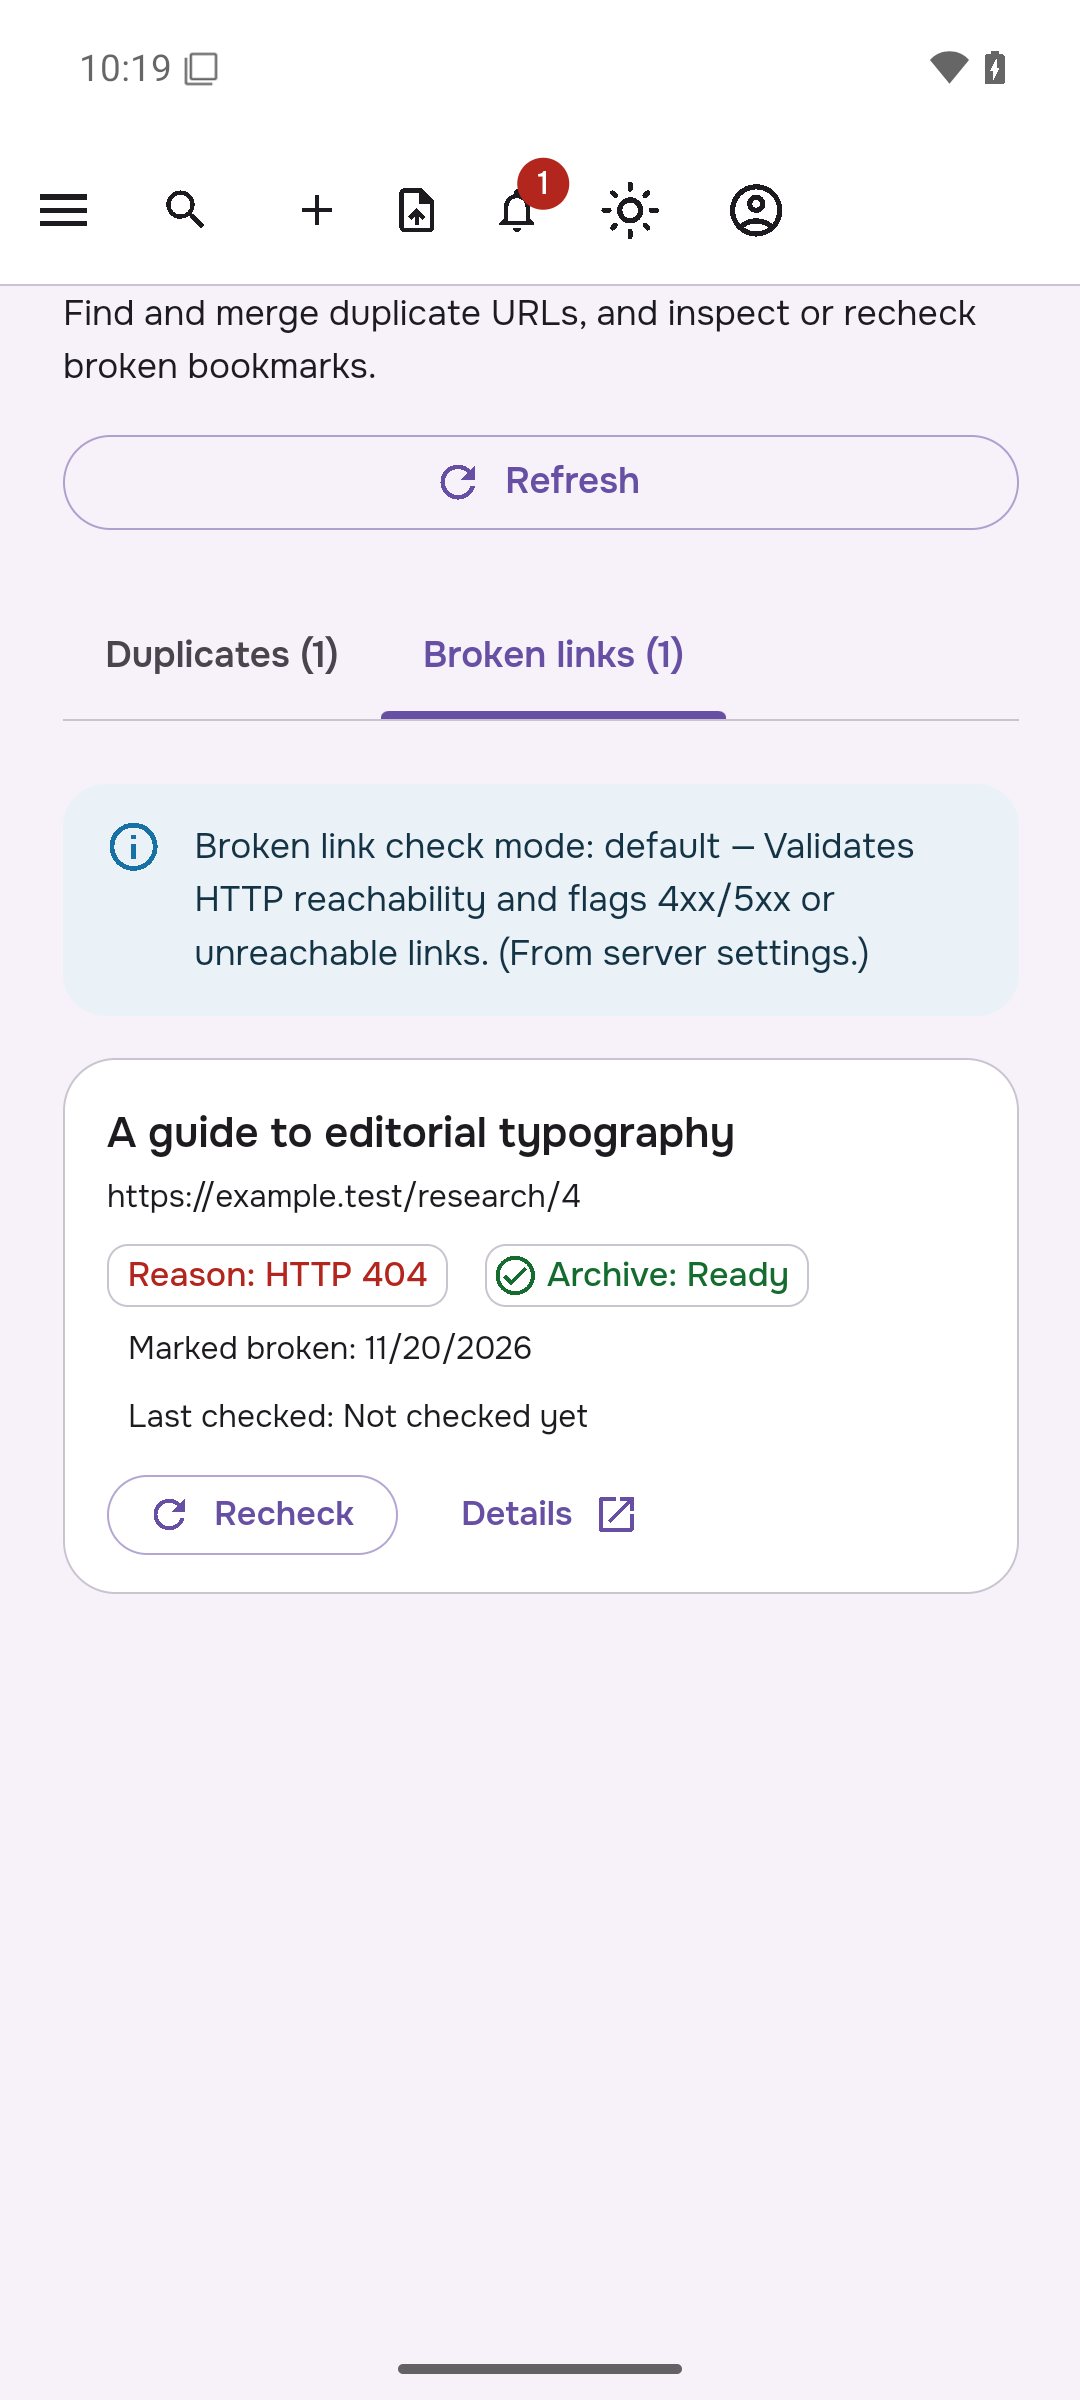 10:19
1
Find and merge duplicate URLs, and inspect or recheck
broken bookmarks.
Refresh
Duplicates (1) Broken links (1)
Broken link check mode: default — Validates
HTTP reachability and flags 4xx/5xx or
unreachable links. (From server settings.)
A guide to editorial typography
https://example.test/research/4
Reason: HTTP 404 Archive: Ready
Marked broken: 11/20/2026
Last checked: Not checked yet
Recheck Details